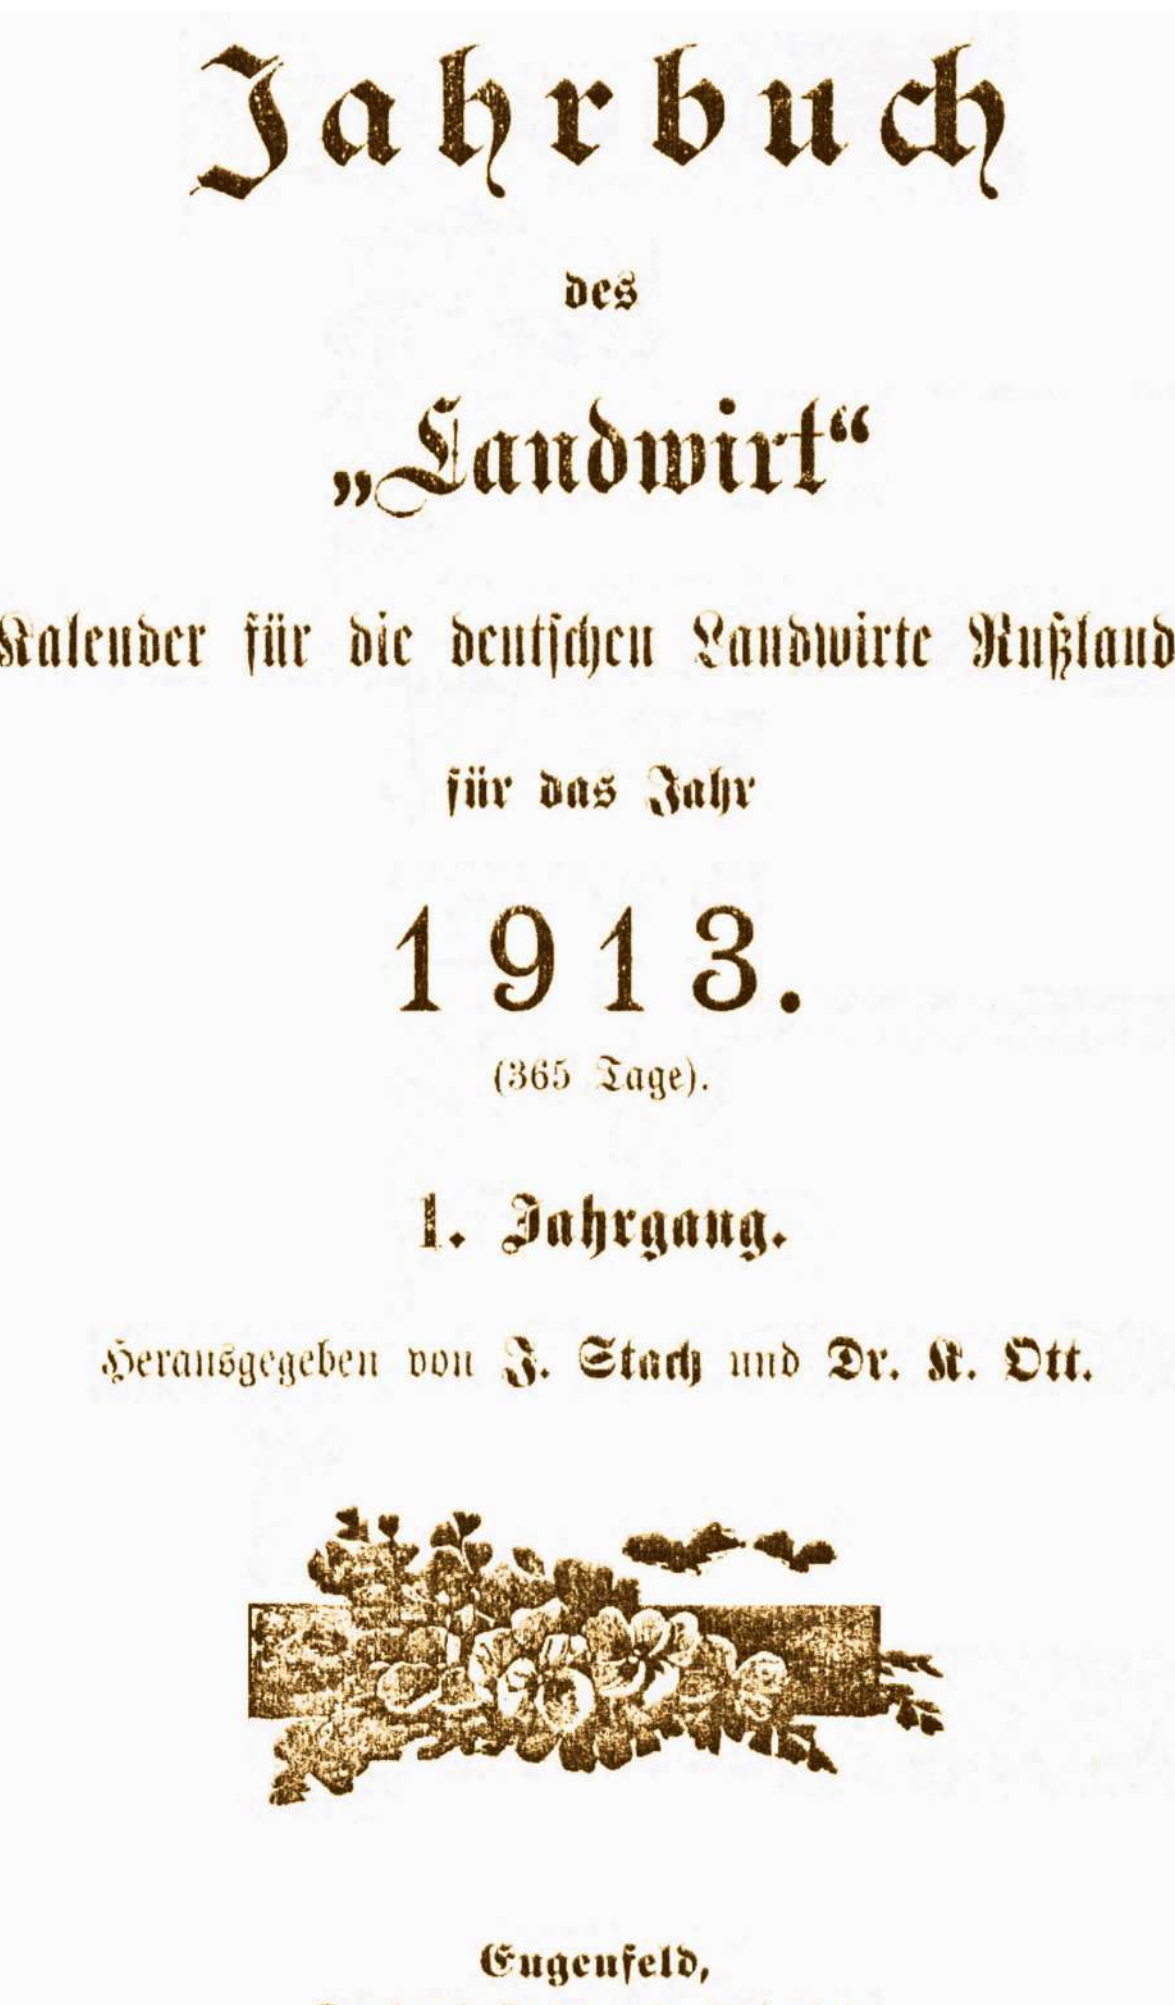 Jahrbuch
des
„Landwirt“
Kalender für die deutschen Landwirte Rußland
für das Jahr
1913.
(365 Tage).
1. Jahrgang.
Herausgegeben von J. Stach und Dr. K. Ott.
Eugenfeld,